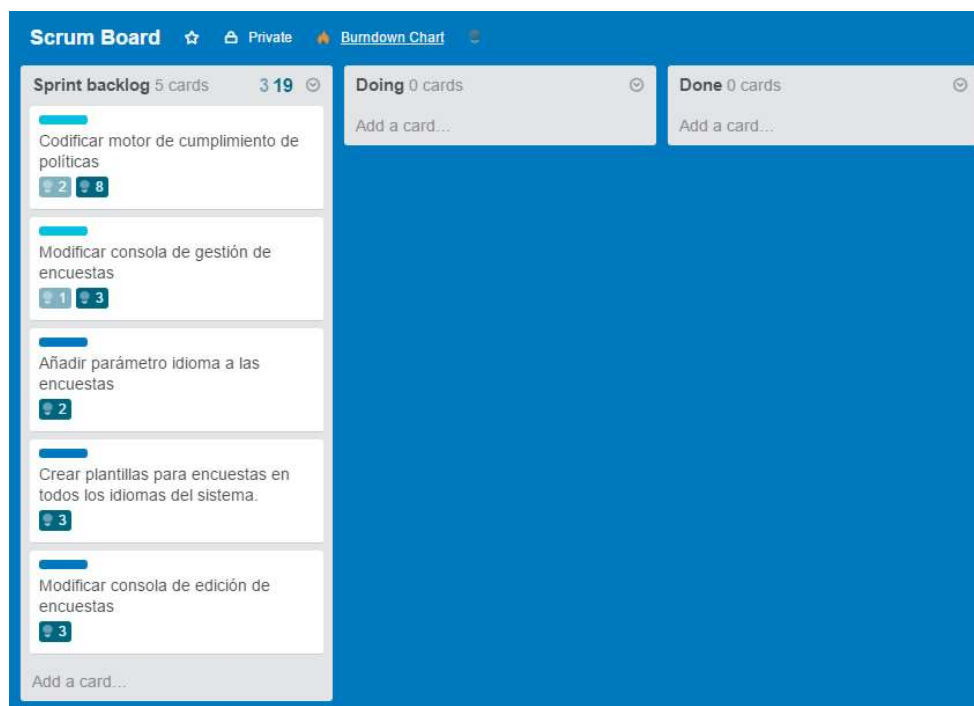 Scrum Board Private Burndown Chart
Sprint backlog 5 cards 3 19
Codificar motor de cumplimiento de
políticas
2 8
Modificar consola de gestión de
encuestas
1 3
Añadir parámetro idioma a las
encuestas
2
Crear plantillas para encuestas en
todos los idiomas del sistema.
3
Modificar consola de edición de
encuestas
3
Add a card...
Doing 0 cards
Add a card...
Done 0 cards
Add a card...